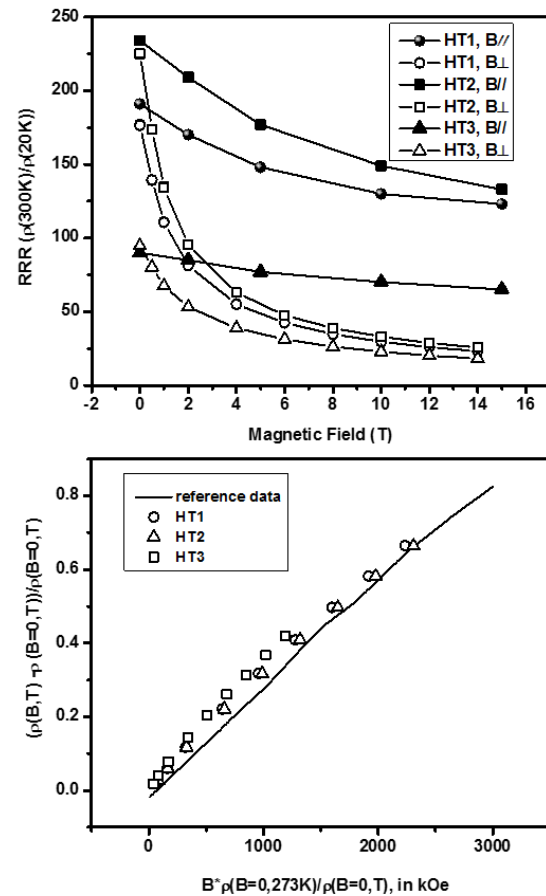 250
200
150
100
50
0
RRR (ρ(300K)/ρ(20K))
HT1, B//
HT1, B⊥
HT2, B//
HT2, B⊥
HT3, B//
HT3, B⊥
-2 0 2 4 6 8 10 12 14 16
Magnetic Field (T)
0.8
0.6
0.4
0.2
0.0
(ρ(B,T) -ρ (B=0,T))/ρ(B=0,T)
reference data
HT1
HT2
HT3
0 1000 2000 3000
B*ρ(B=0,273K)/ρ(B=0,T), in kOe